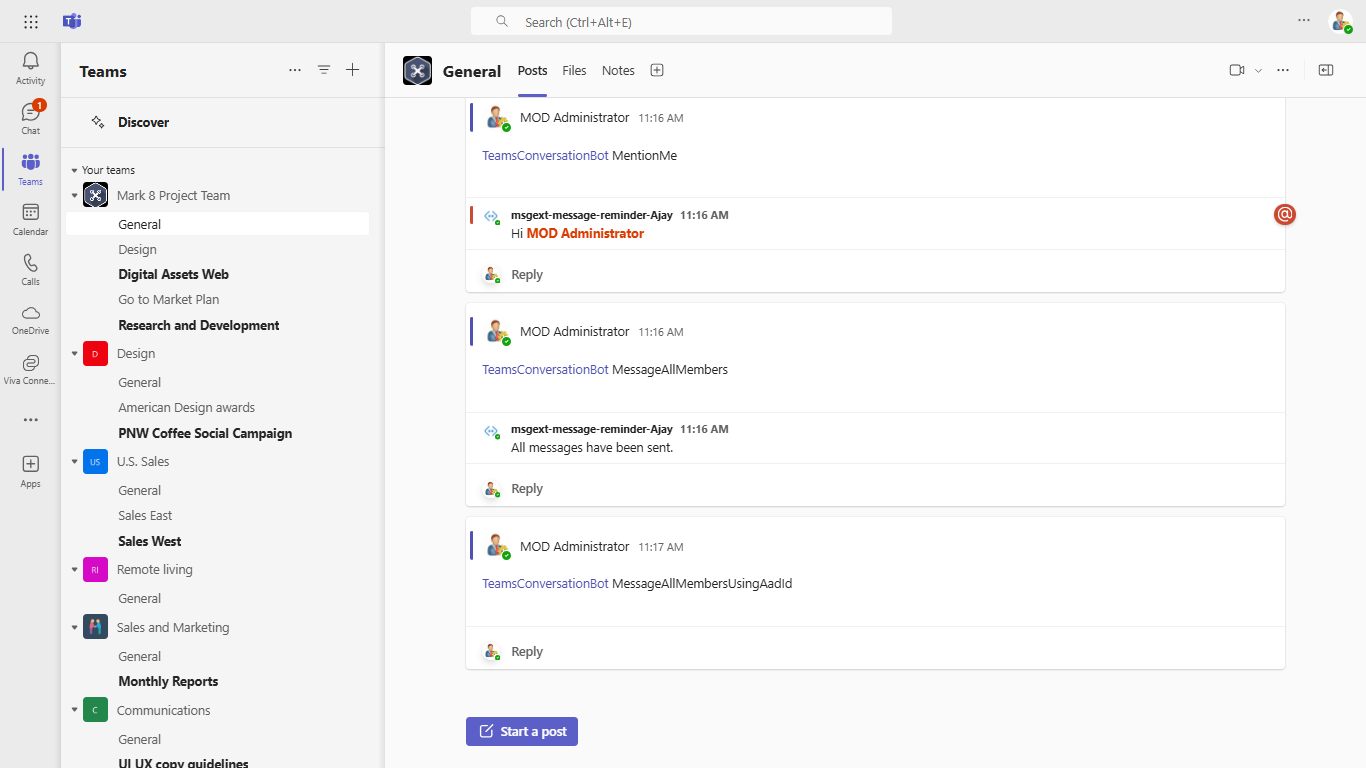 Search (Ctrl+Alt+E)
Activity
Chat
1
Teams
Calendar
Calls
OneDrive
Viva Conne...
Apps
Teams
Discover
Your teams
Mark 8 Project Team
General
Design
Digital Assets Web
Go to Market Plan
Research and Development
D
Design
General
American Design awards
PNW Coffee Social Campaign
US
U.S. Sales
General
Sales East
Sales West
Rl
Remote living
General
Sales and Marketing
General
Monthly Reports
C
Communications
General
UI UX copy guidelines
General
Posts
Files
Notes
MOD Administrator 11:16 AM
TeamsConversationBot MentionMe
msgext-message-reminder-Ajay 11:16 AM
@
Hi MOD Administrator
Reply
MOD Administrator 11:16 AM
TeamsConversationBot MessageAllMembers
msgext-message-reminder-Ajay 11:16 AM
All messages have been sent.
Reply
MOD Administrator 11:17 AM
TeamsConversationBot MessageAllMembersUsingAadId
Reply
Start a post